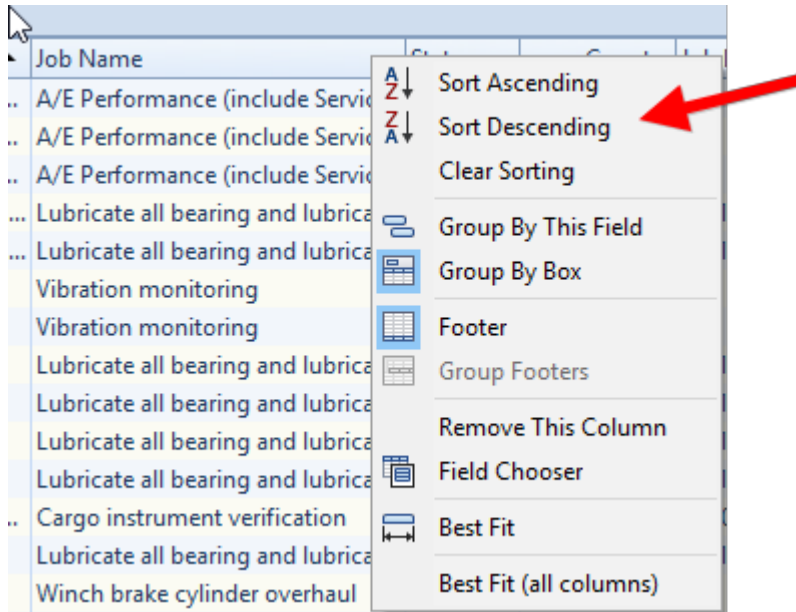 Job Name
A/E Performance (include Servic
A/E Performance (include Servic
A/E Performance (include Servic
... Lubricate all bearing and lubrica
... Lubricate all bearing and lubrica
Vibration monitoring
Vibration monitoring
Lubricate all bearing and lubrica
Lubricate all bearing and lubrica
Lubricate all bearing and lubrica
Lubricate all bearing and lubrica
Cargo instrument verification
Lubricate all bearing and lubrica
Winch brake cylinder overhaul
Sort Ascending
Sort Descending
Clear Sorting
Group By This Field
Group By Box
Footer
Group Footers
Remove This Column
Field Chooser
Best Fit
Best Fit (all columns)